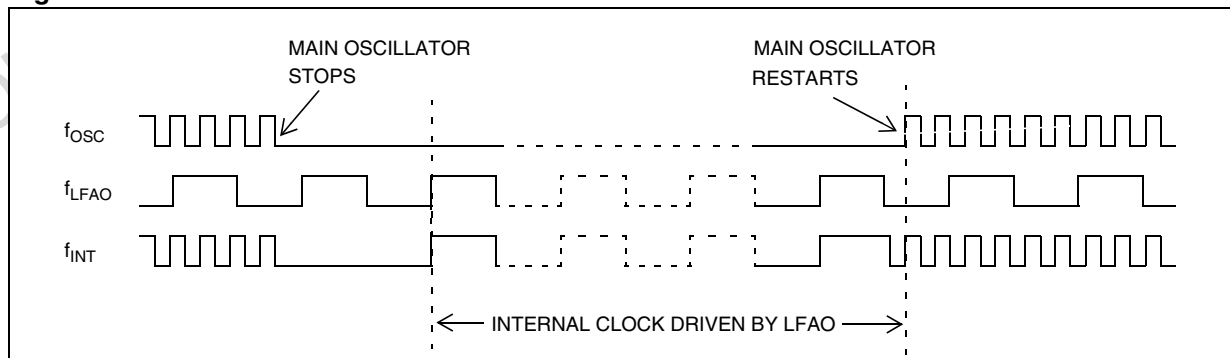 MAIN OSCILLATOR
STOPS
MAIN OSCILLATOR
RESTARTS
fOSC
fLFAO
fINT
INTERNAL CLOCK DRIVEN BY LFAO